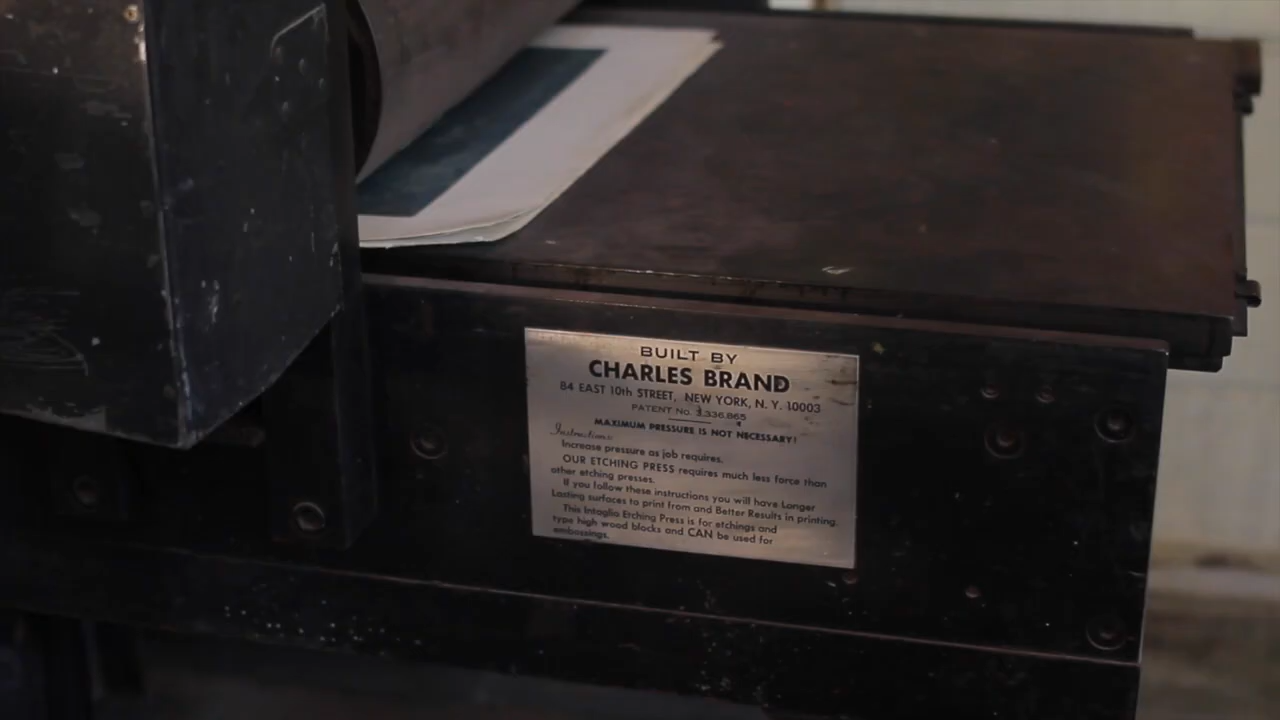 BUILT BY
CHARLES BRAND
84 EAST 10th STREET, NEW YORK, N. Y. 10003
PATENT No. 3,336,865
MAXIMUM PRESSURE IS NOT NECESSARY!
Instructions:
Increase pressure as job requires.
OUR ETCHING PRESS requires much less force than
other etching presses.
If you follow these instructions you will have Longer
Lasting surfaces to print from and Better Results in printing.
This Intaglio Etching Press is for etchings and
type high wood blocks and CAN be used for
embossings.